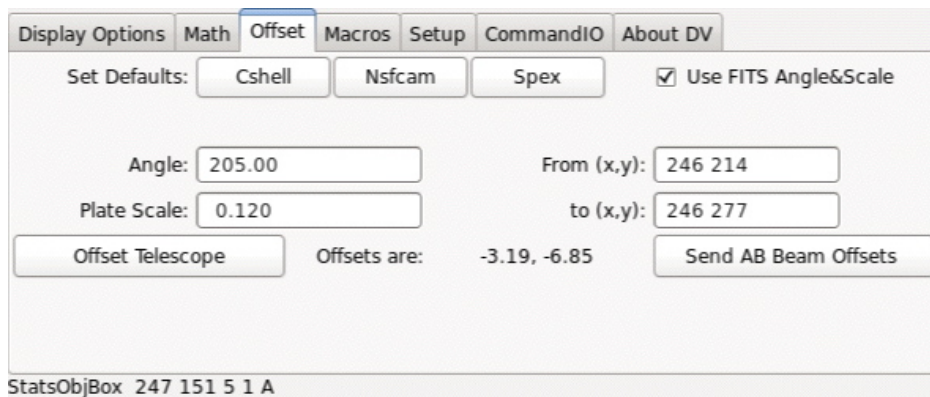 Display Options Math Offset Macros Setup CommandIO About DV
Set Defaults: Cshell Nsfcam Spex Use FITS Angle&Scale
Angle: 205.00 From (x,y): 246 214
Plate Scale: 0.120 to (x,y): 246 277
Offset Telescope Offsets are: -3.19, -6.85 Send AB Beam Offsets
StatsObjBox 247 151 5 1 A